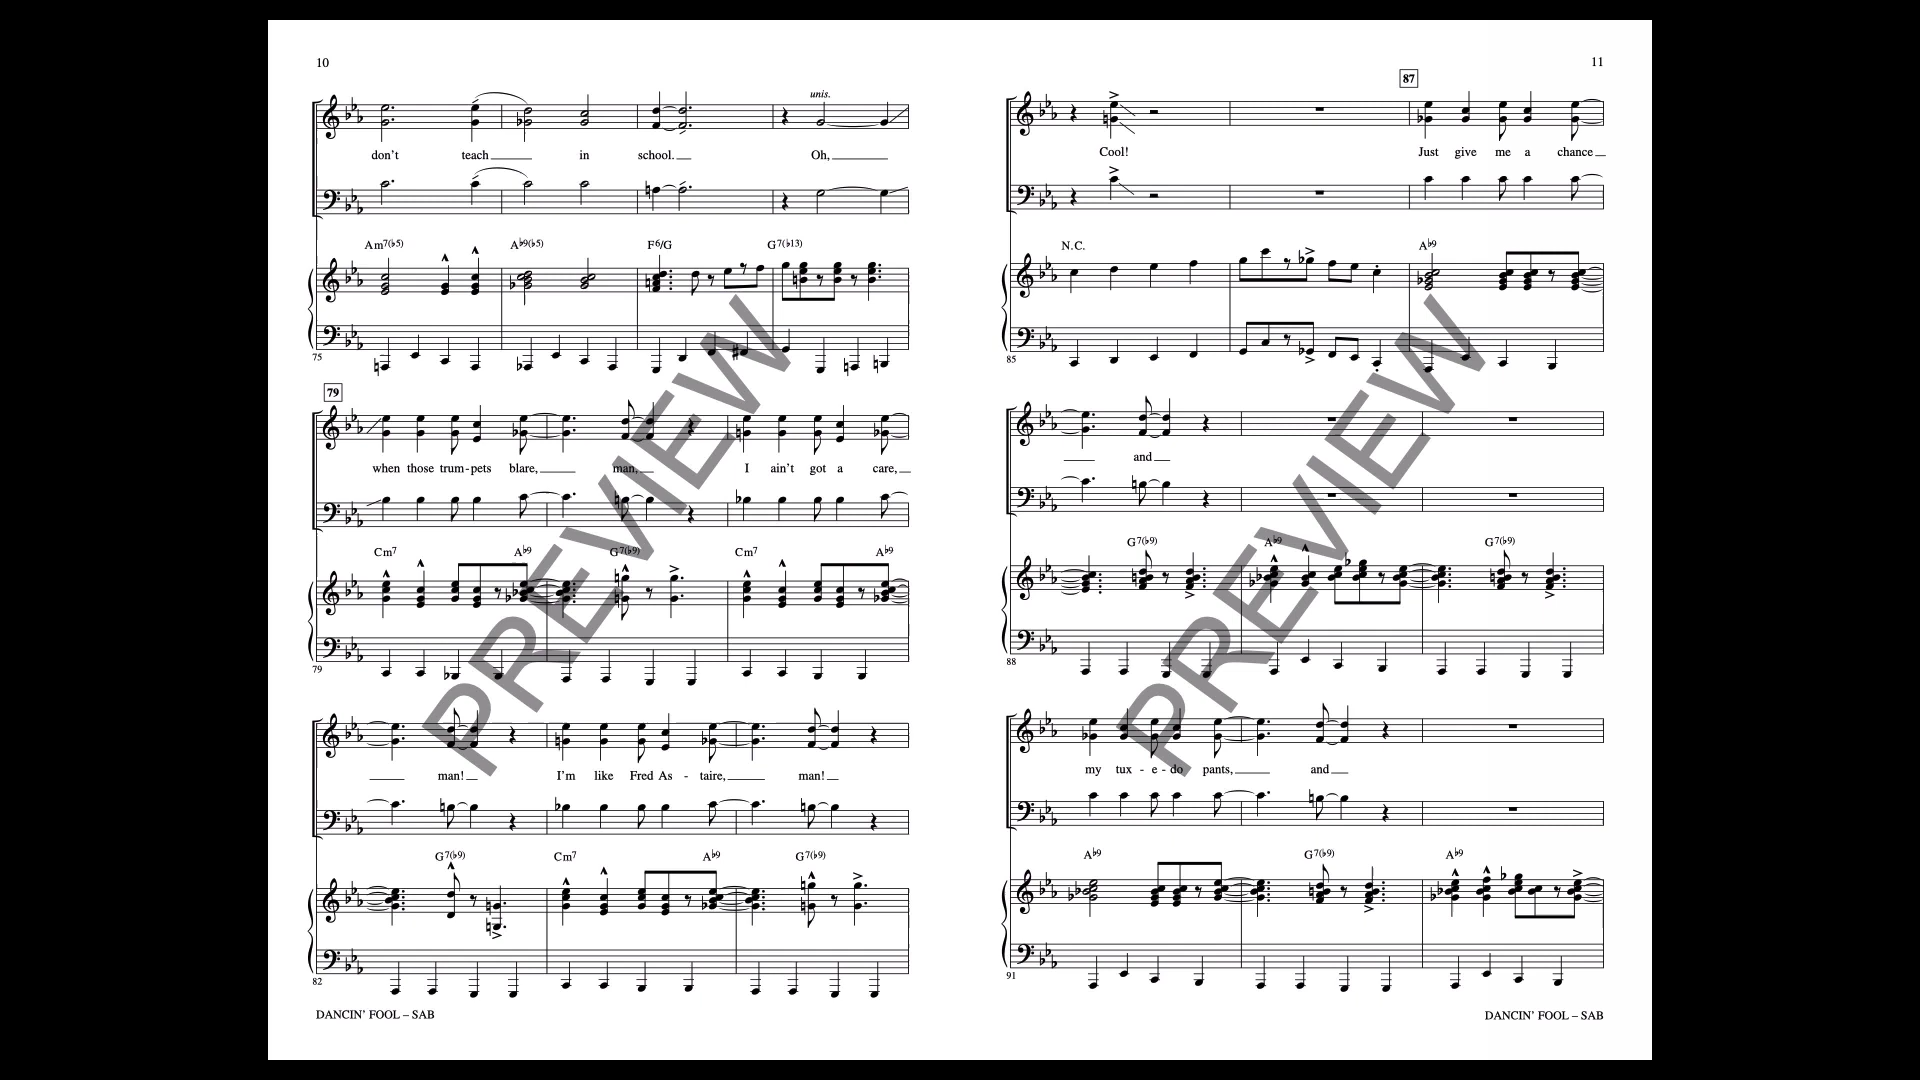 10
unis.
don't teach in school. Oh,
Am7(♭5) A♭9(♭5) F6/G G7(♭13)
75
79
when those trum-pets blare, man, I ain't got a care,
Cm7 A♭9 G7(♭9) Cm7 A♭9
79
man! I'm like Fred As - taire, man!
G7(♭9) Cm7 A♭9 G7(♭9)
82
DANCIN' FOOL – SAB
11
87
Cool! Just give me a chance
N.C. A♭9
85
and
G7(♭9) A♭9 G7(♭9)
88
my tux - e - do pants, and
A♭9 G7(♭9) A♭9
91
DANCIN' FOOL – SAB
PREVIEW
PREVIEW